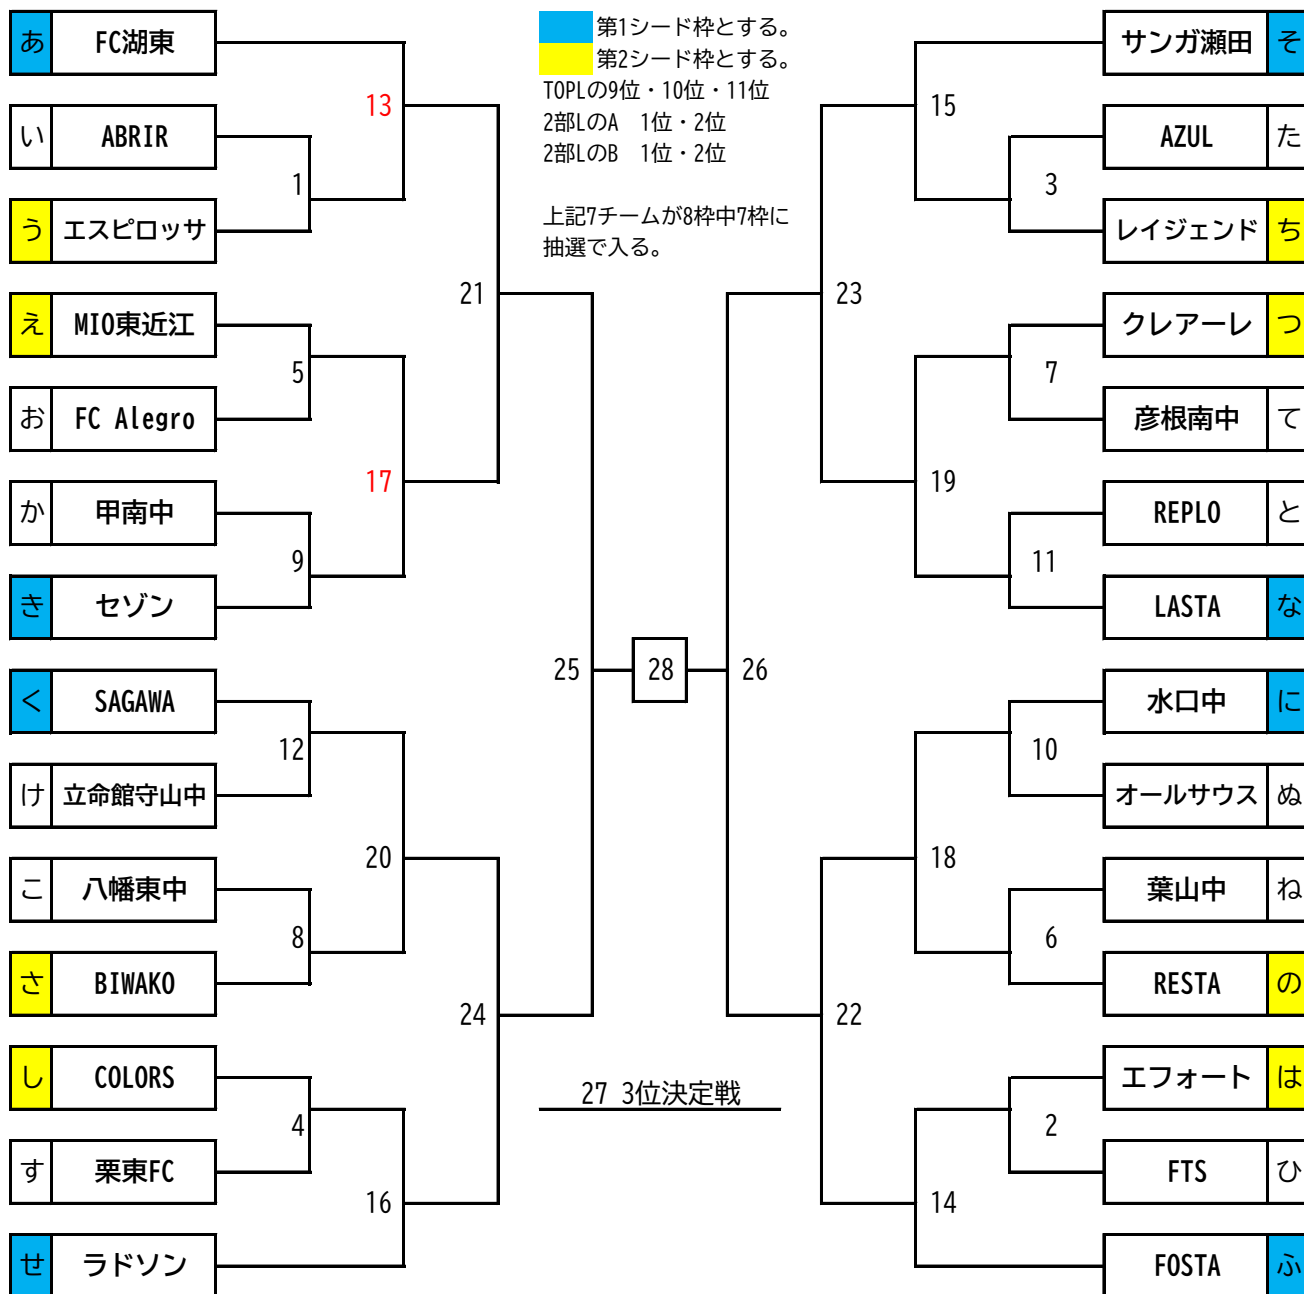 あ FC湖東
い ABRIR
う エスピロッサ
え MIO東近江
お FC Alegro
か 甲南中
き セゾン
く SAGAWA
け 立命館守山中
こ 八幡東中
さ BIWAKO
し COLORS
す 栗東FC
せ ラドソン
13
1
5
17
9
12
20
8
4
16
21
24
25
第1シード枠とする。
第2シード枠とする。
TOPLの9位・10位・11位
2部LのA 1位・2位
2部LのB 1位・2位
上記7チームが8枠中7枠に
抽選で入る。
28
27 3位決定戦
26
23
22
15
3
7
19
11
10
18
6
2
14
サンガ瀬田 そ
AZUL た
レイジェンド ち
クレアーレ つ
彦根南中 て
REPLO と
LASTA な
水口中 に
オールサウス ぬ
葉山中 ね
RESTA の
エフォート は
FTS ひ
FOSTA ふ